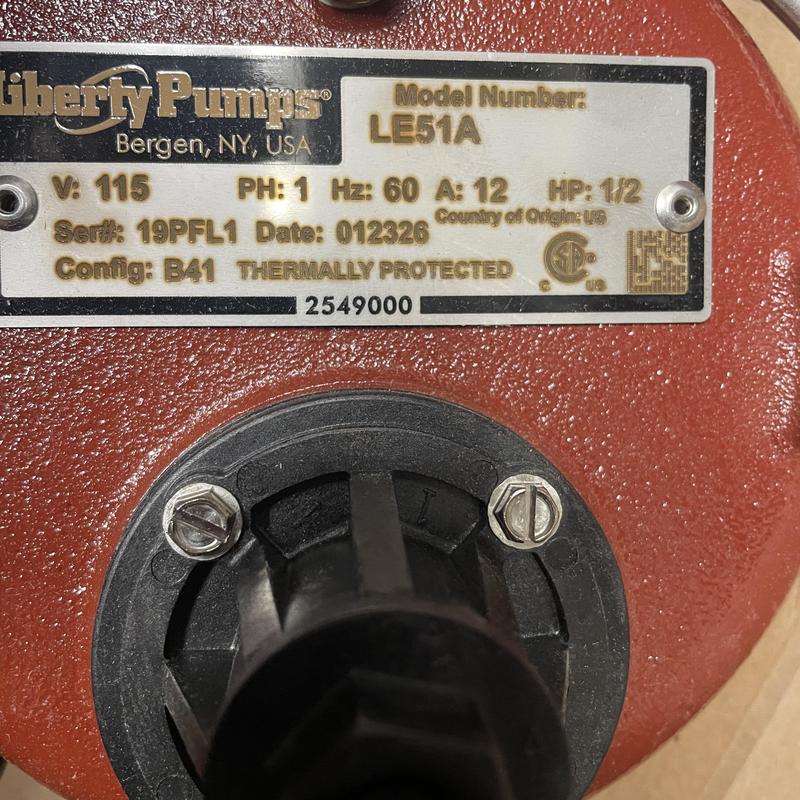 Liberty Pumps®
Bergen, NY, USA
Model Number:
LE51A
V: 115 PH: 1 Hz: 60 A: 12 HP: 1/2
Ser#: 19PFL1 Date: 012326 Country of Origin: US
Config: B41 THERMALLY PROTECTED
C US
2549000